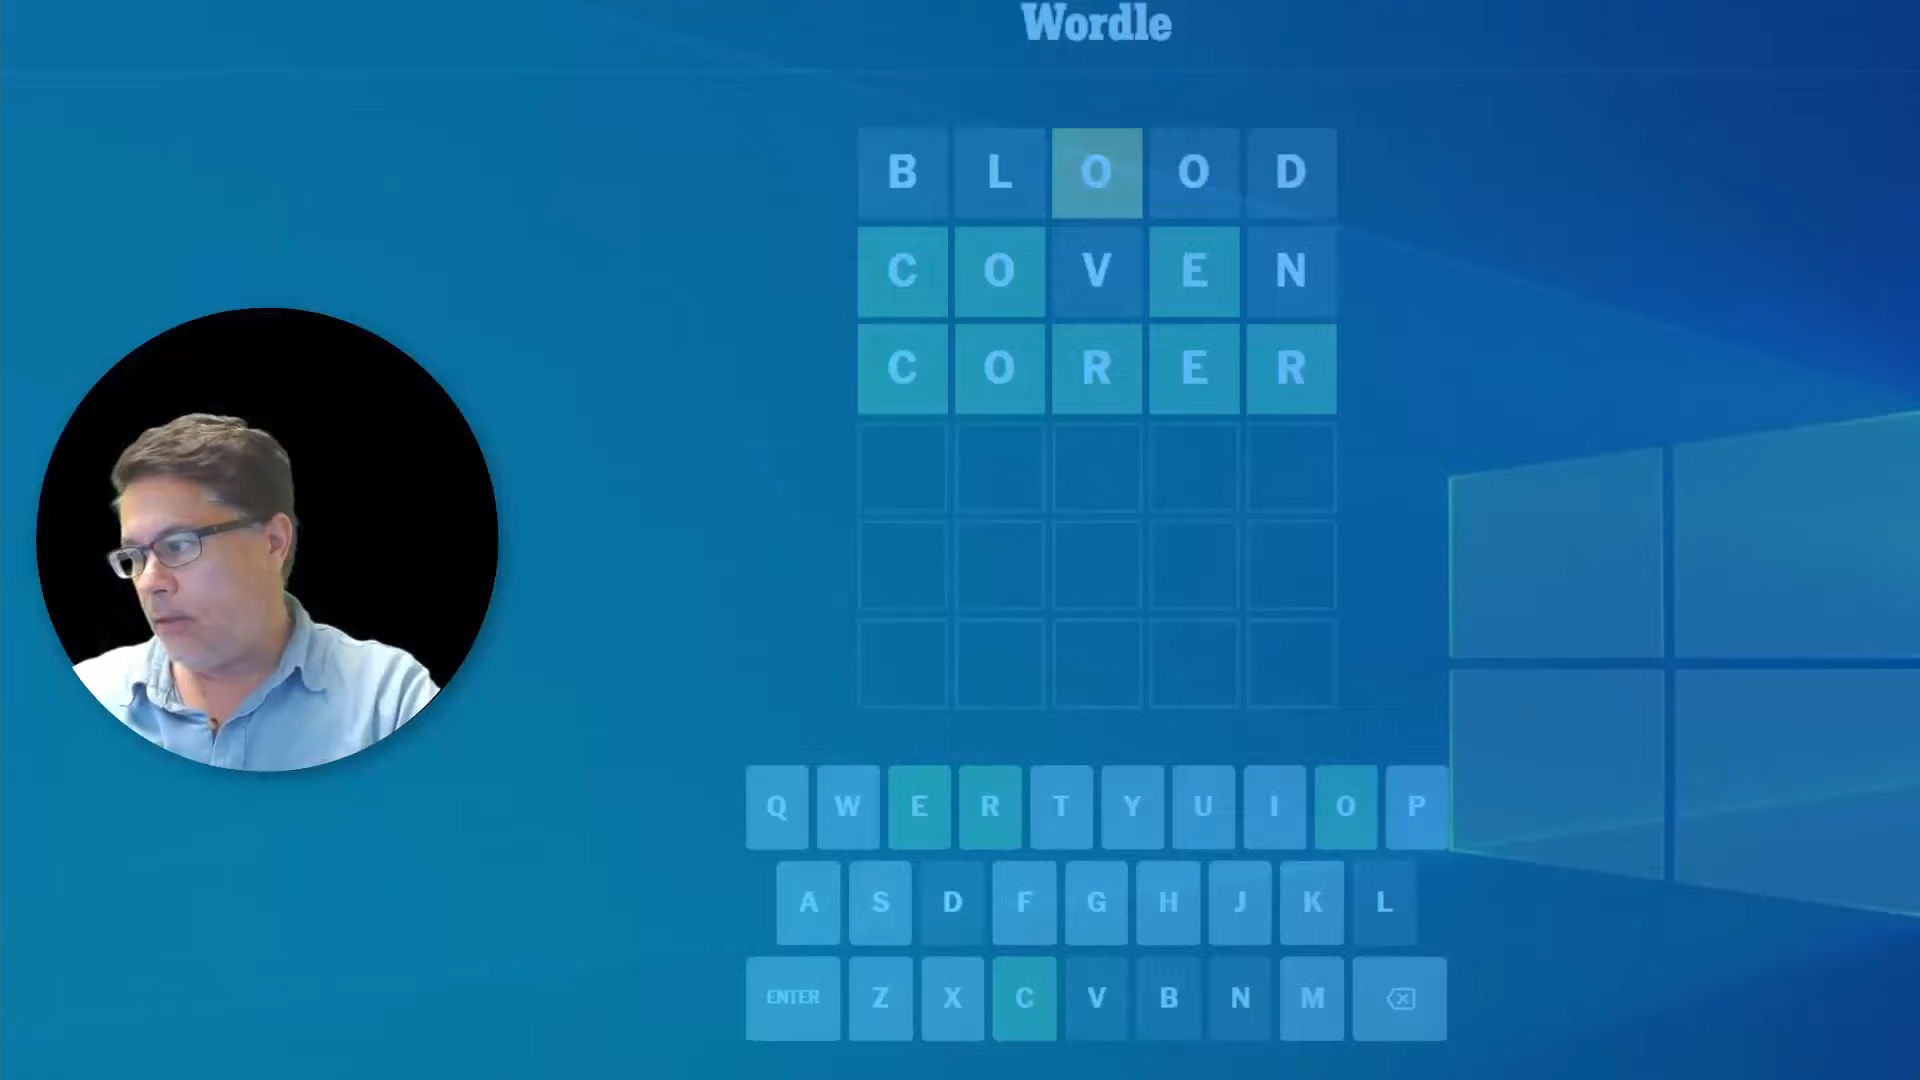 Wordle
B L O O D
C O V E N
C O R E R
Q W E R T Y U I O P
A S D F G H J K L
ENTER Z X C V B N M